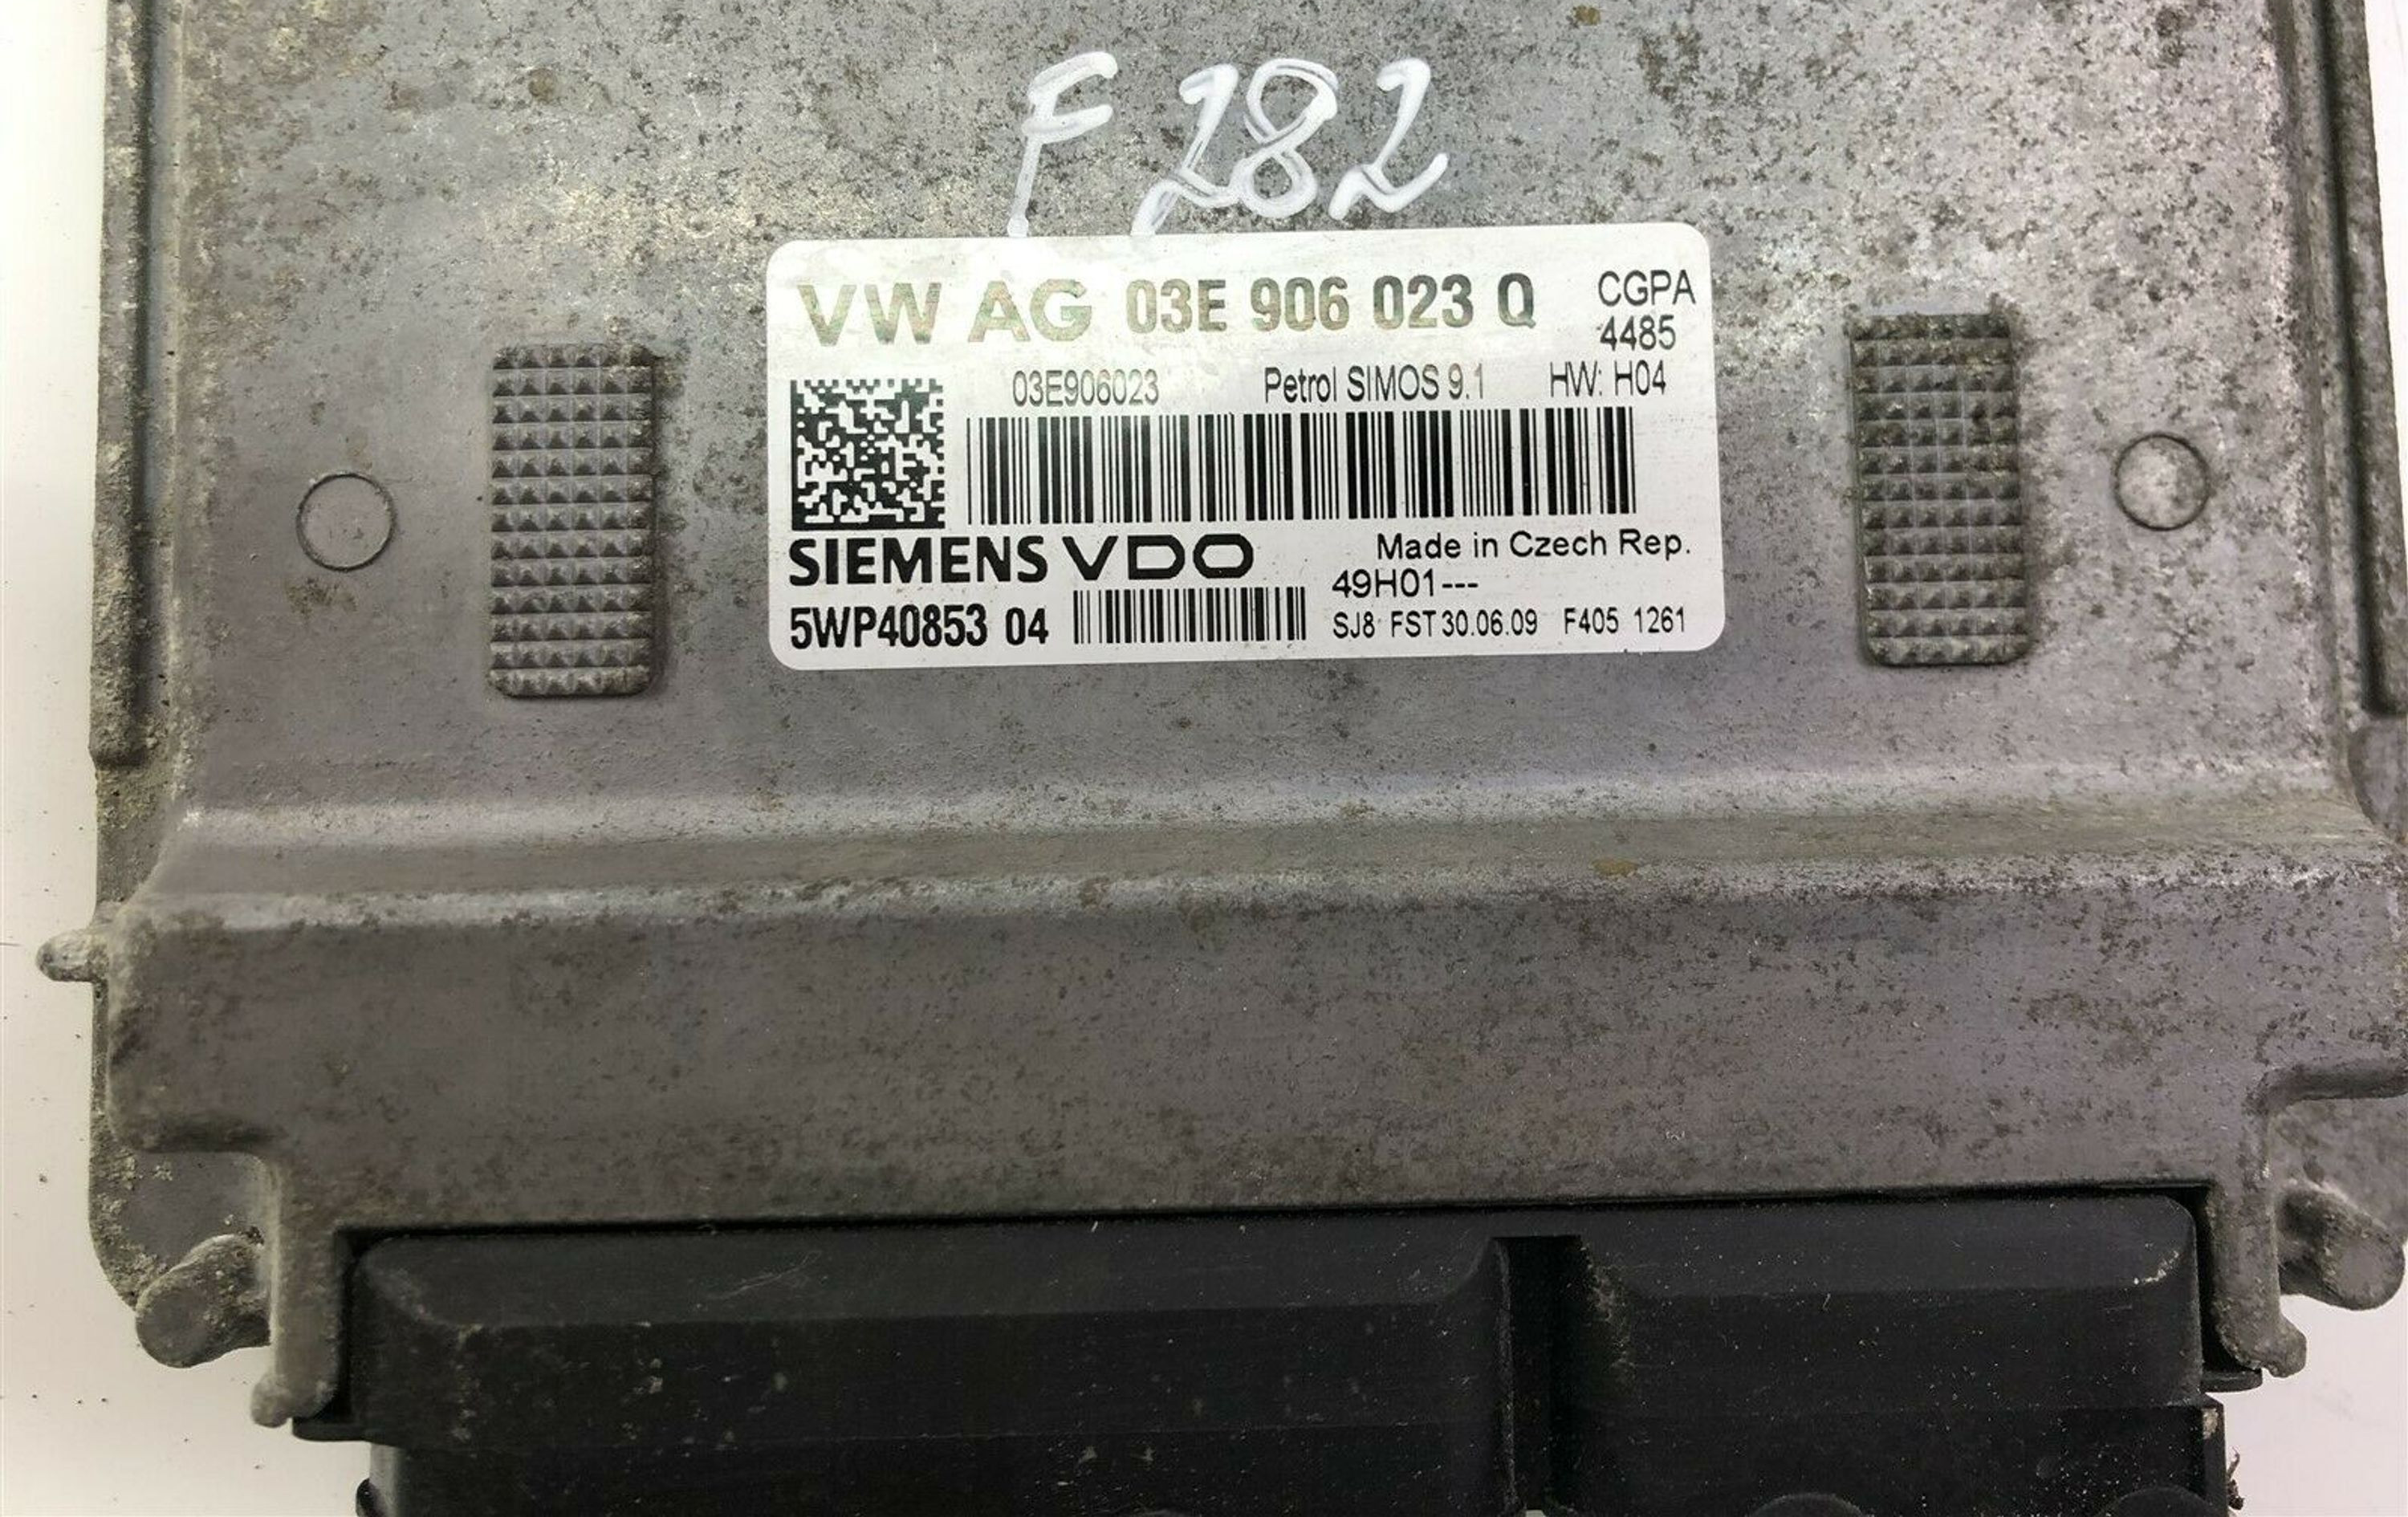 F 282
VW AG 03E 906 023 Q CGPA
4485
03E906023 Petrol SIMOS 9.1 HW: H04
SIEMENS VDO Made in Czech Rep.
49H01---
5WP40853 04 SJ8 FST 30.06.09 F405 1261